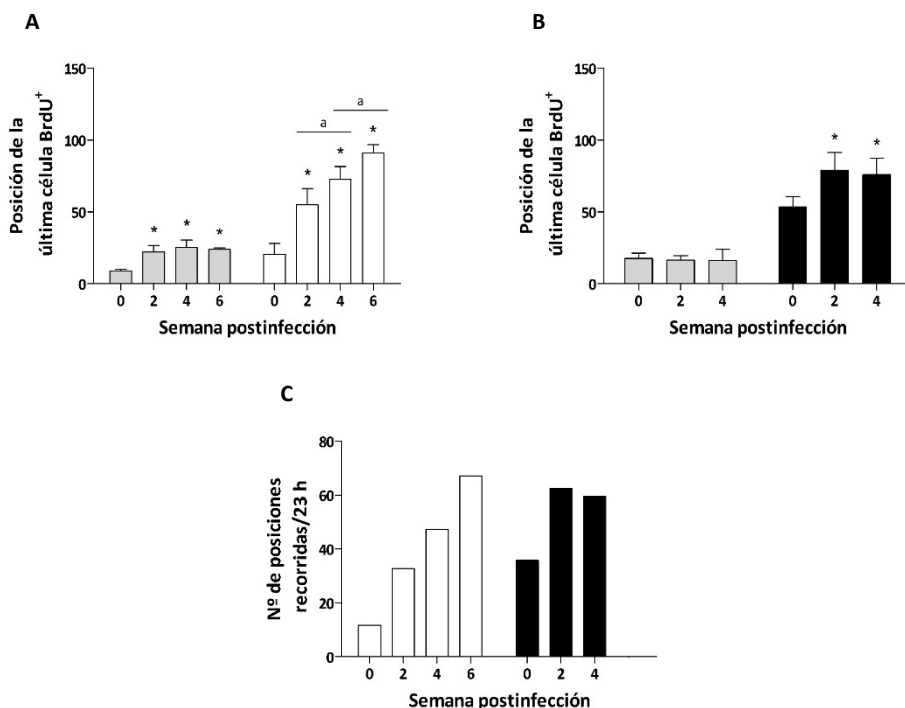 A
Posición de la
última célula BrdU+
150
100
50
0
* * *
* * *
a
a
0 2 4 6 0 2 4 6
Semana postinfección
B
Posición de la
última célula BrdU+
150
100
50
0
* *
0 2 4 0 2 4
Semana postinfección
C
Nº de posiciones
recorridas/23 h
80
60
40
20
0
0 2 4 6 0 2 4
Semana postinfección